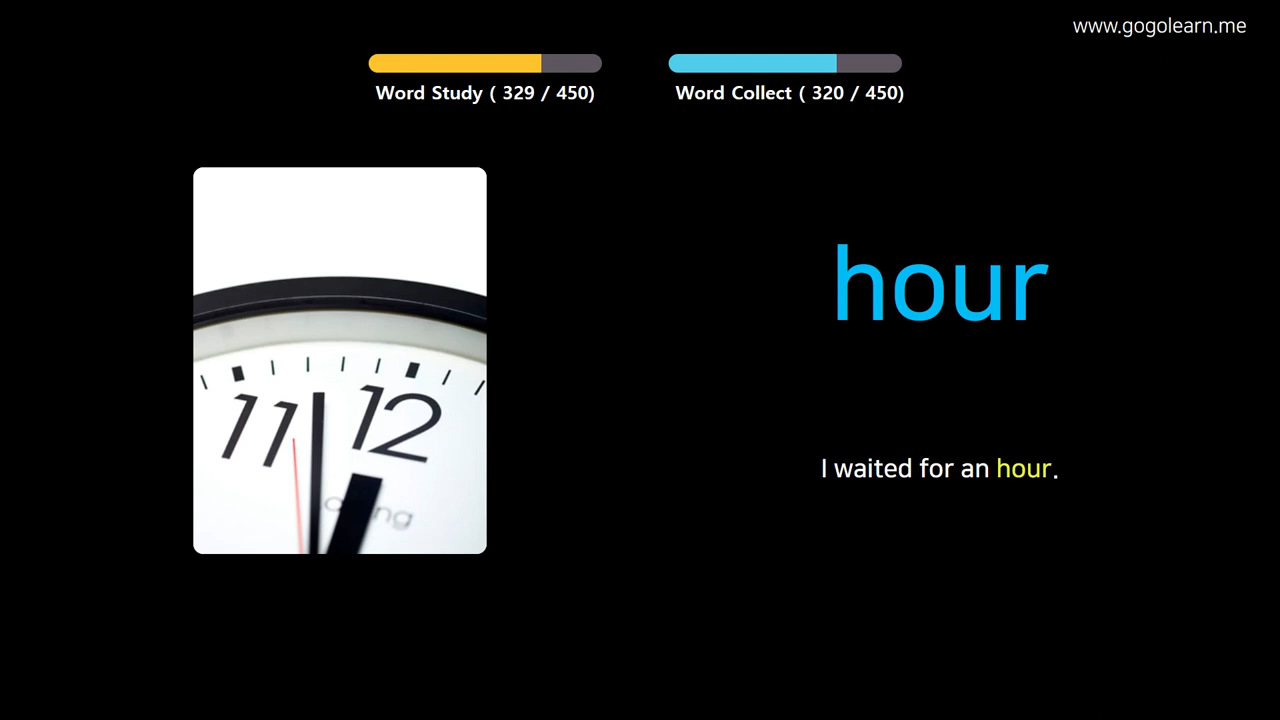 www.gogolearn.me
Word Study ( 329 / 450)
Word Collect ( 320 / 450)
11 12
hour
I waited for an hour.